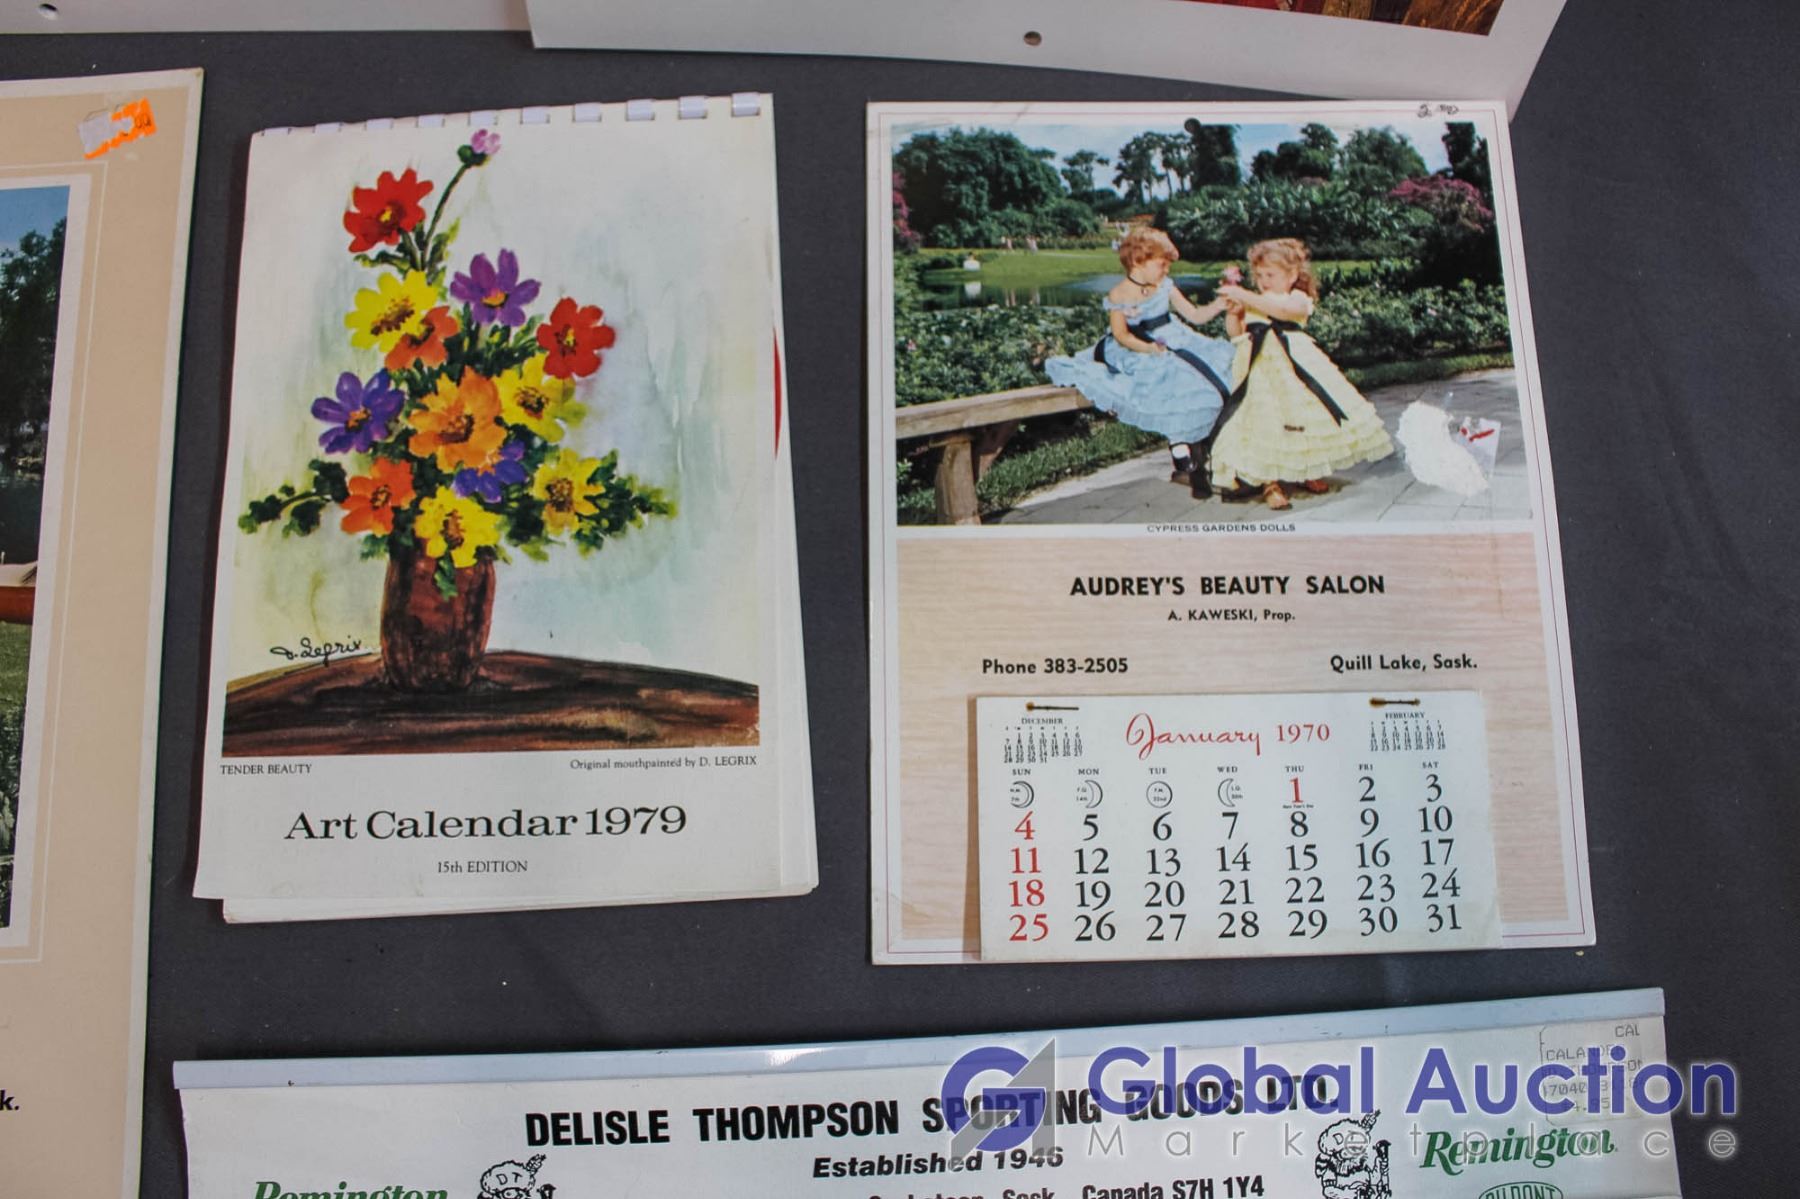 D. Legrix
TENDER BEAUTY
Original mouthpainted by D. LEGRIX
Art Calendar 1979
15th EDITION
CYPRESS GARDENS DOLLS
AUDREY'S BEAUTY SALON
A. KAWESKI, Prop.
Phone 383-2505
Quill Lake, Sask.
DECEMBER
January 1970
FEBRUARY
SUN MON TUE WED THU FRI SAT
1 2 3
4 5 6 7 8 9 10
11 12 13 14 15 16 17
18 19 20 21 22 23 24
25 26 27 28 29 30 31
k.
CAL
DELISLE THOMPSON SPORTING GOODS LTD.
Established 1946
Sask. Canada S7H 1Y4
Remington
DT
Remington
DUPONT
Global Auction
Marketplace